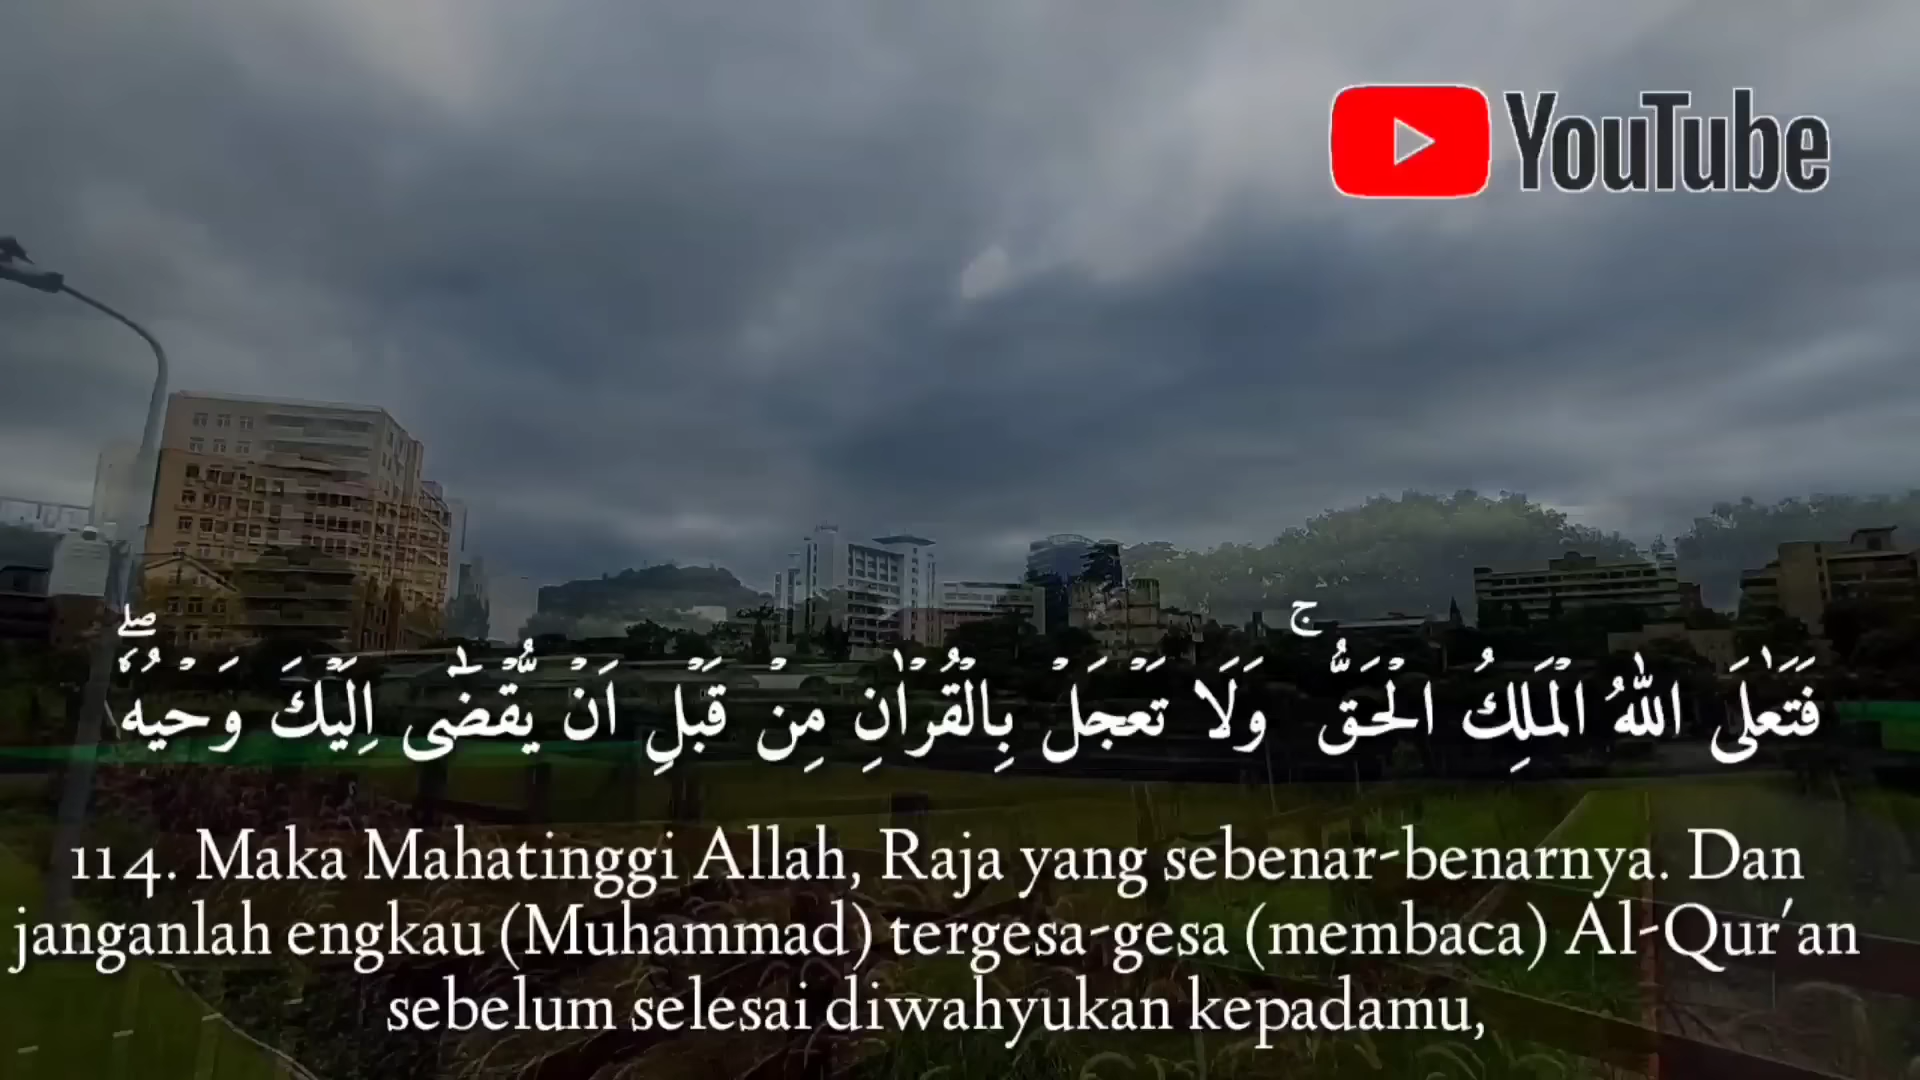 YouTube
فَتَعٰلَى اللّٰهُ الْمَلِكُ الْحَقُّۚ وَلَا تَعْجَلْ بِالْقُرْاٰنِ مِنْ قَبْلِ اَنْ يُّقْضٰٓى اِلَيْكَ وَحْيُهٗۖ
114. Maka Mahatinggi Allah, Raja yang sebenar-benarnya. Dan
janganlah engkau (Muhammad) tergesa-gesa (membaca) Al-Qur'an
sebelum selesai diwahyukan kepadamu,